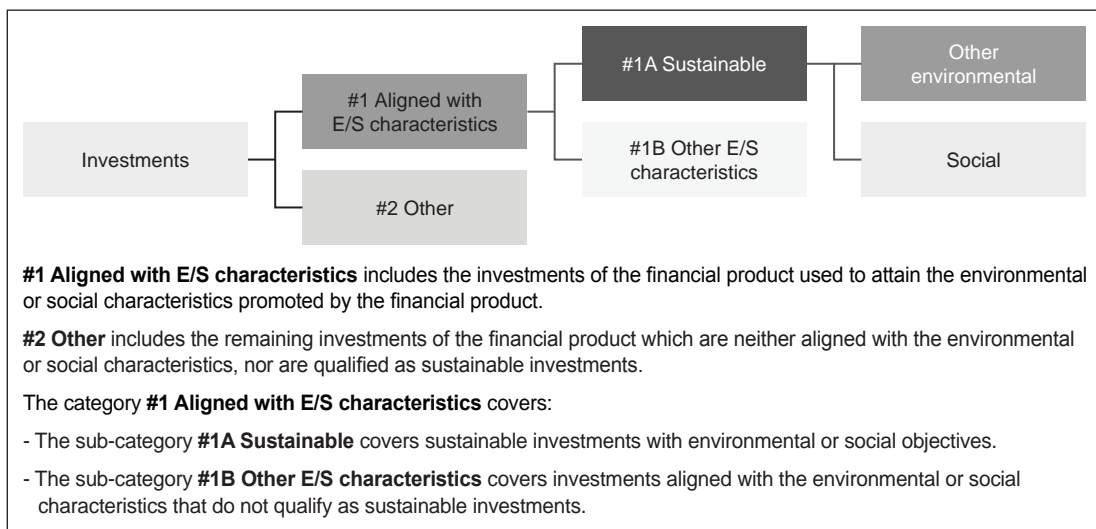 #1A Sustainable
Other
environmental
#1 Aligned with
E/S characteristics
Investments
#1B Other E/S
characteristics
Social
#2 Other
#1 Aligned with E/S characteristics includes the investments of the financial product used to attain the environmental
or social characteristics promoted by the financial product.
#2 Other includes the remaining investments of the financial product which are neither aligned with the environmental
or social characteristics, nor are qualified as sustainable investments.
The category #1 Aligned with E/S characteristics covers:
- The sub-category #1A Sustainable covers sustainable investments with environmental or social objectives.
- The sub-category #1B Other E/S characteristics covers investments aligned with the environmental or social
characteristics that do not qualify as sustainable investments.